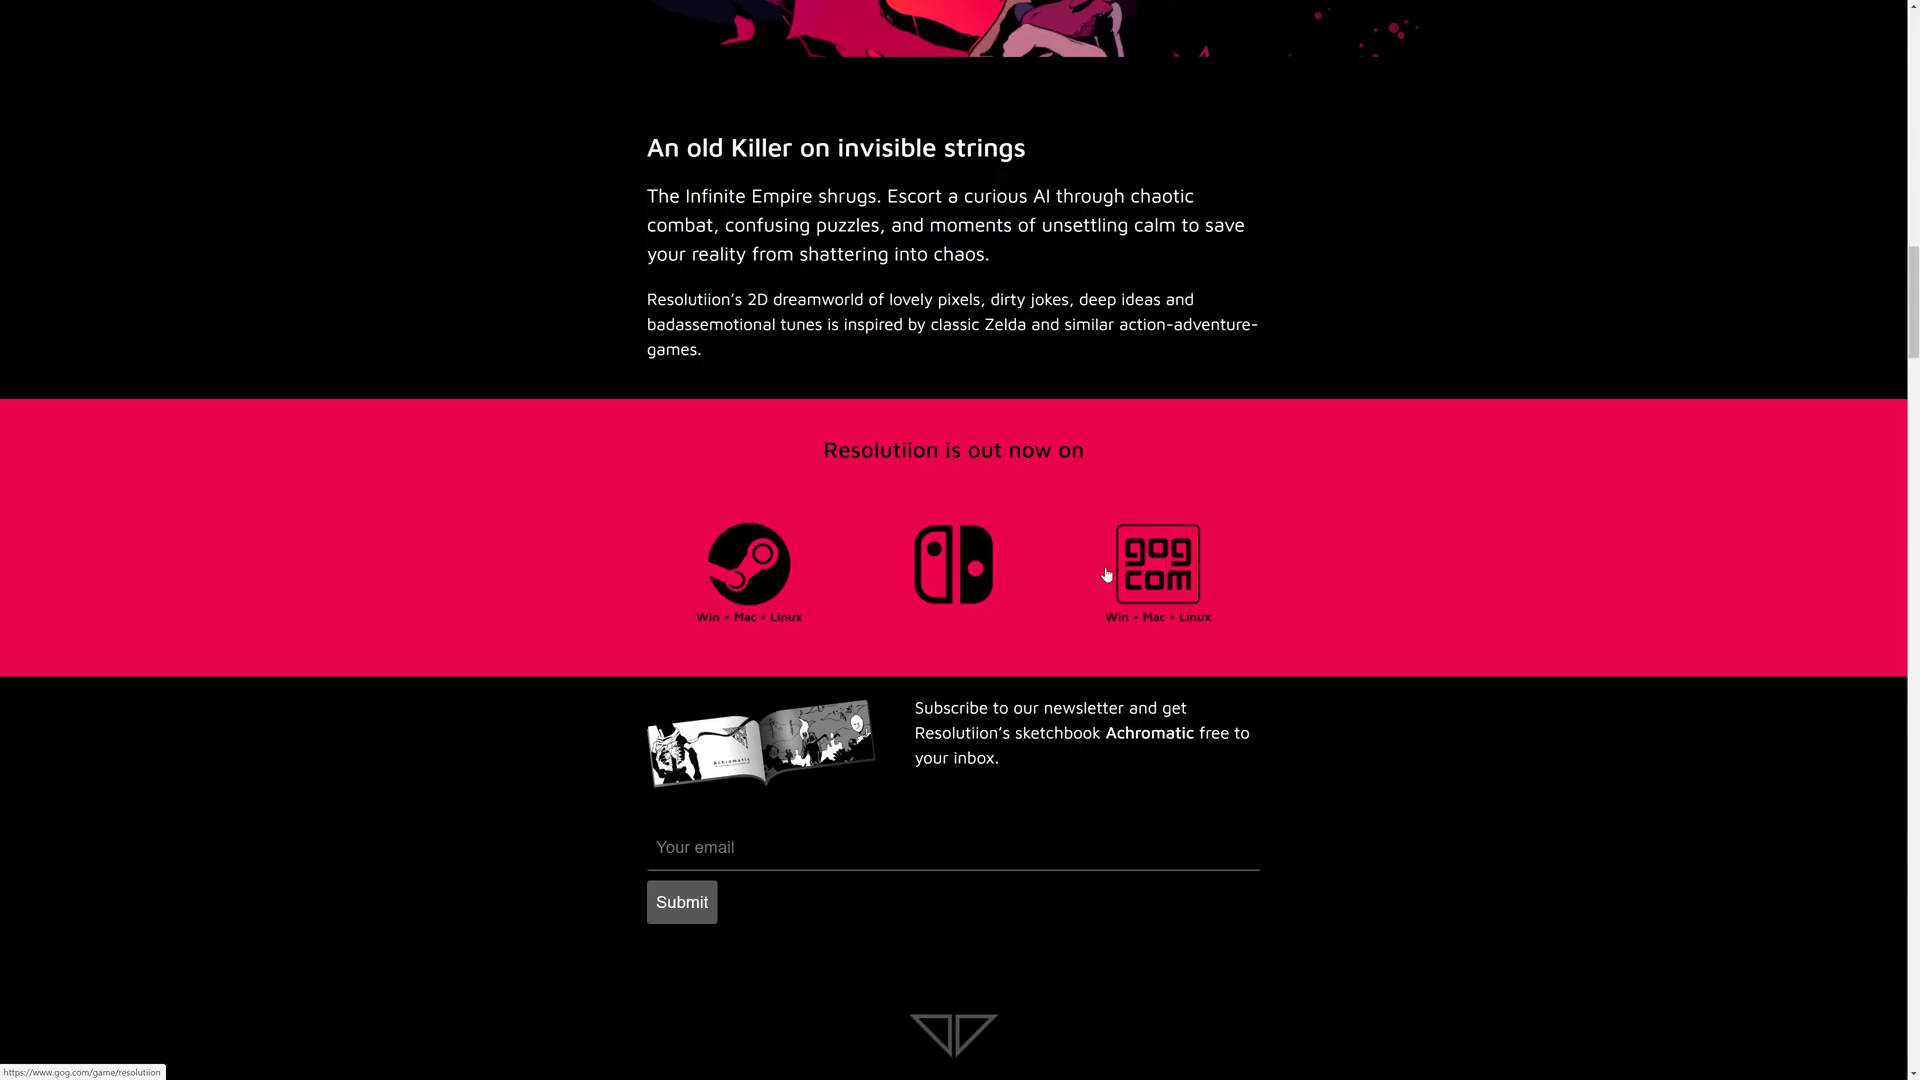 An old Killer on invisible strings
The Infinite Empire shrugs. Escort a curious AI through chaotic
combat, confusing puzzles, and moments of unsettling calm to save
your reality from shattering into chaos.
Resolutiion’s 2D dreamworld of lovely pixels, dirty jokes, deep ideas and
badassemotional tunes is inspired by classic Zelda and similar action-adventure-
games.
Resolutiion is out now on
gog
com
Win • Mac • Linux
Win • Mac • Linux
Subscribe to our newsletter and get
Resolutiion’s sketchbook Achromatic free to
your inbox.
Achromatic
Your email
Submit
https://www.gog.com/game/resolutiion